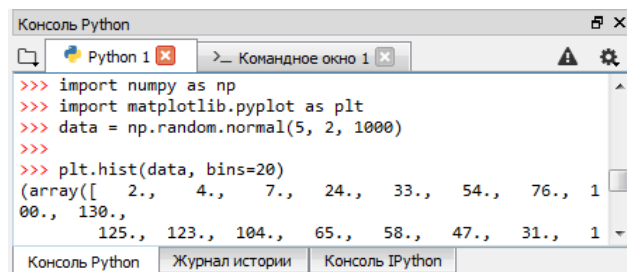 Консоль Python
Python 1
>_ Командное окно 1
>>> import numpy as np
>>> import matplotlib.pyplot as plt
>>> data = np.random.normal(5, 2, 1000)
>>>
>>> plt.hist(data, bins=20)
(array([   2.,    4.,    7.,   24.,   33.,   54.,   76.,  1
00.,  130.,
        125.,  123.,  104.,   65.,   58.,   47.,   31.,   1
Консоль Python Журнал истории Консоль IPython